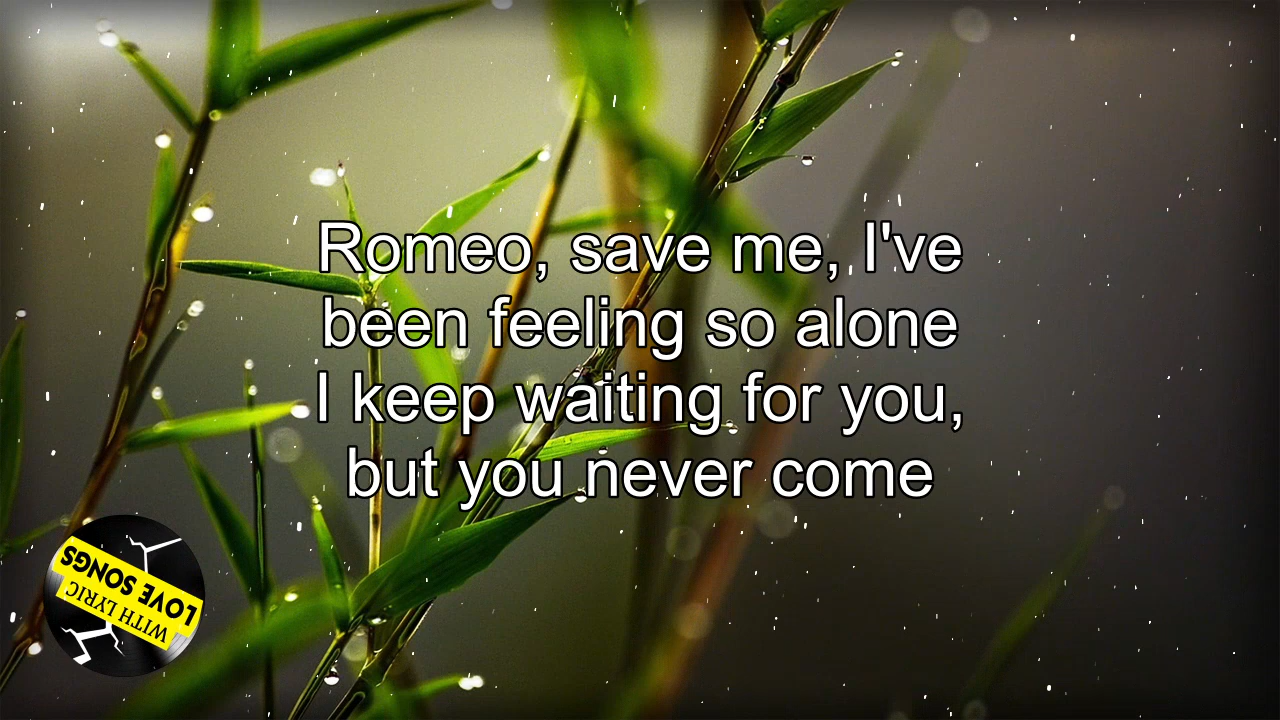 Romeo, save me, I've
been feeling so alone
I keep waiting for you,
but you never come
LOVE SONGS
WITH LYRIC